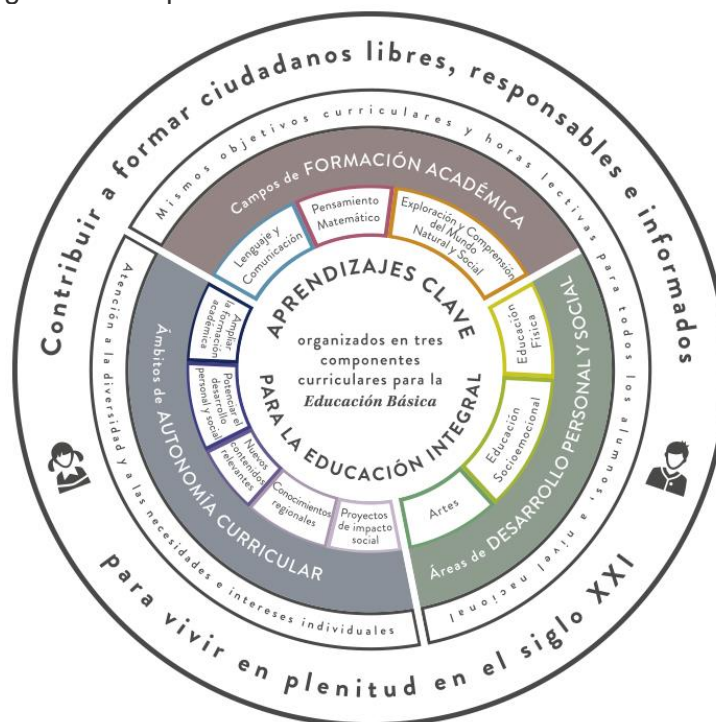 Contribuir a formar ciudadanos libres, responsables e informados
para vivir en plenitud en el siglo XXI
Mismos objetivos curriculares y horas lectivas para todos los alumnos, a nivel nacional
Campos de FORMACIÓN ACADÉMICA
Lenguaje y
Comunicación
Pensamiento
Matemático
Exploración y Comprensión
del Mundo
Natural y Social
Áreas de DESARROLLO PERSONAL Y SOCIAL
Educación
Física
Educación
Socioemocional
Artes
Atención a la diversidad y a las necesidades e intereses individuales
Ámbitos de AUTONOMÍA CURRICULAR
Ampliar
la formación
académica
Potenciar el
desarrollo
personal y social
Nuevos
contenidos
relevantes
Conocimientos
regionales
Proyectos
de impacto
social
APRENDIZAJES CLAVE
organizados en tres
componentes
curriculares para la
Educación Básica
PARA LA EDUCACIÓN INTEGRAL